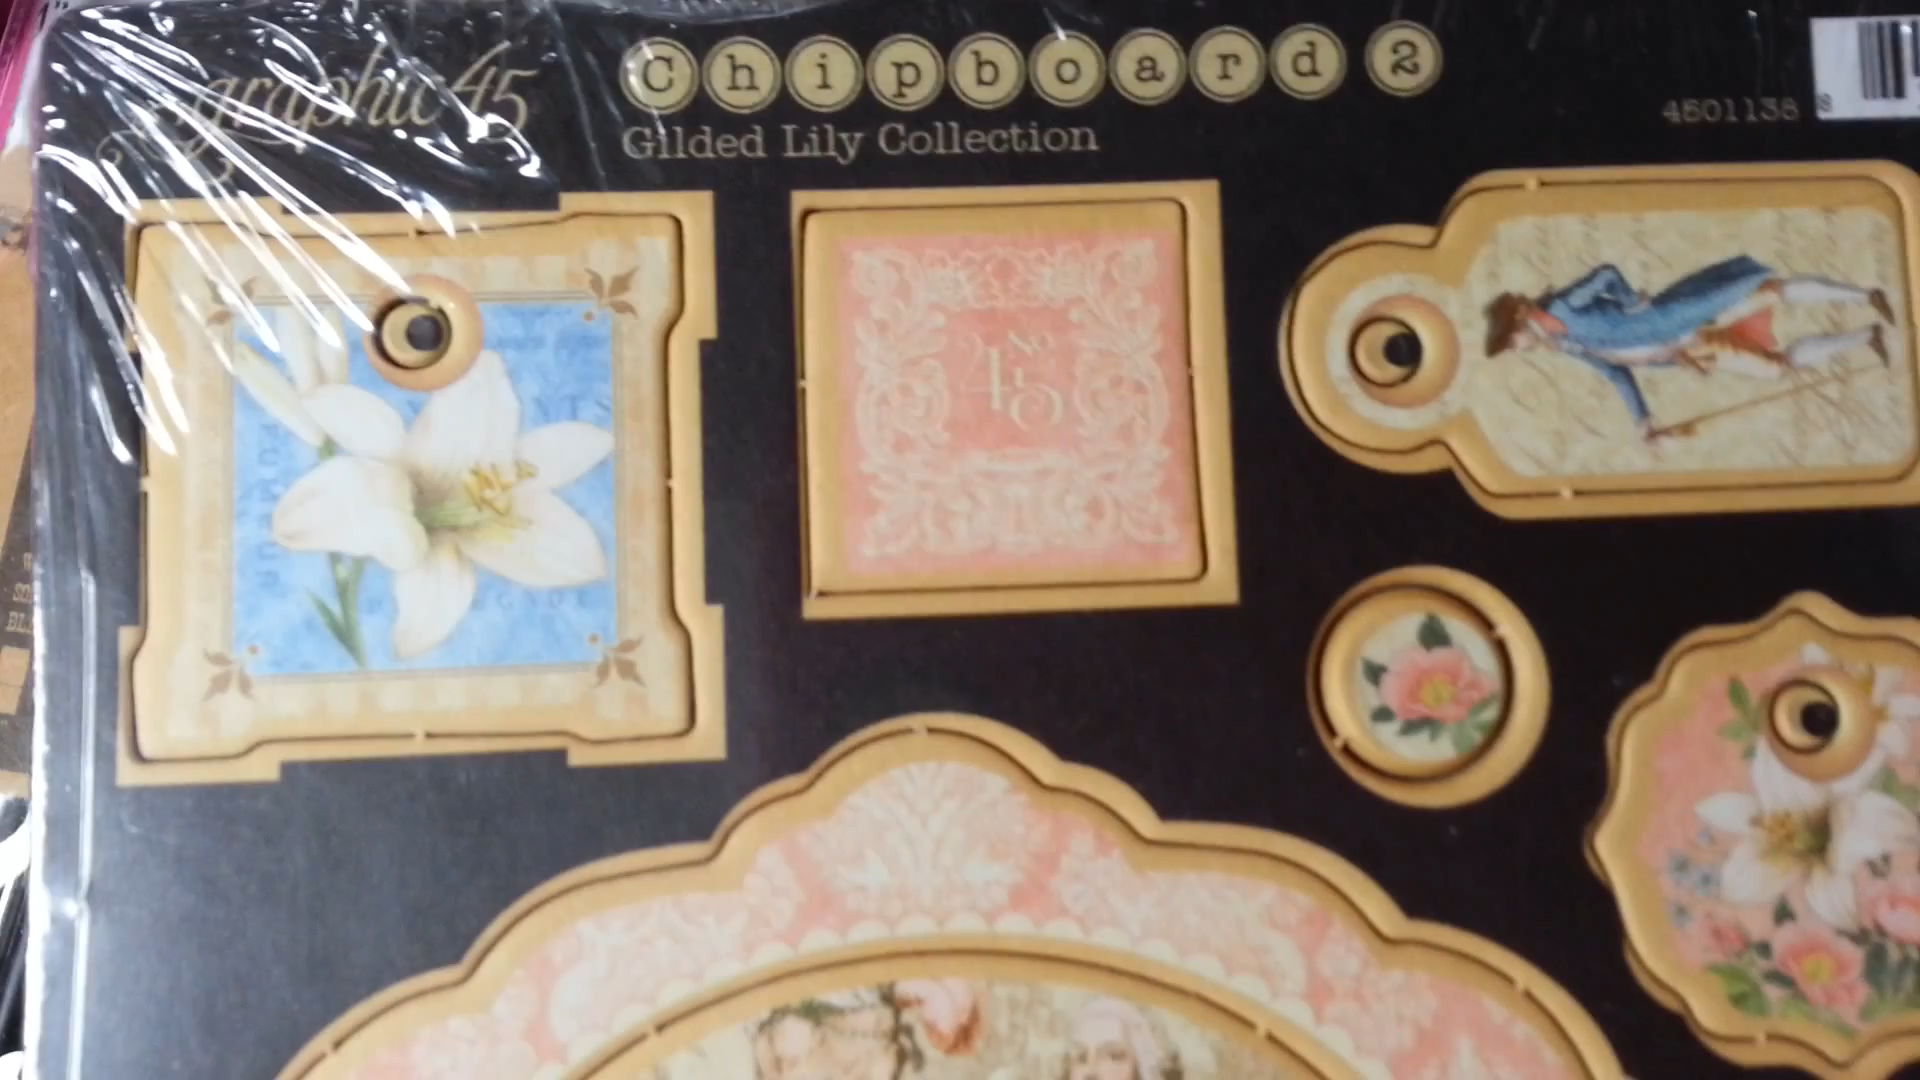 graphic 45
Chipboard 2
Gilded Lily Collection
4501138
No
45